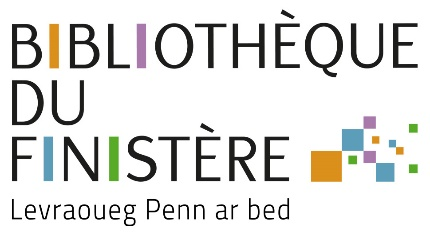 BIBLIOTHÈQUE
DU
FINISTÈRE
Levraoueg Penn ar bed